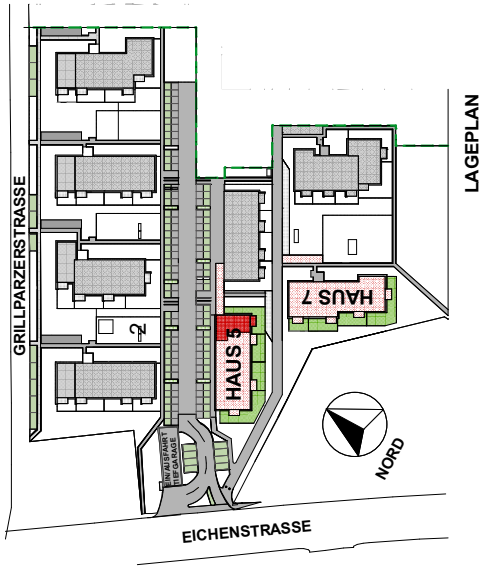 LAGEPLAN
GRILLPARZERSTRASSE
2
HAUS 5
HAUS 7
EIN/AUSFAHRT
TIEFGARAGE
NORD
EICHENSTRASSE